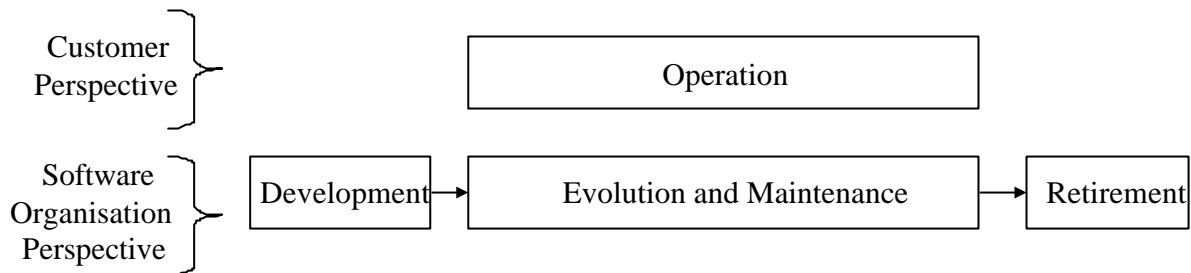 Customer
Perspective
Operation
Software
Organisation
Perspective
Development
Evolution and Maintenance
Retirement